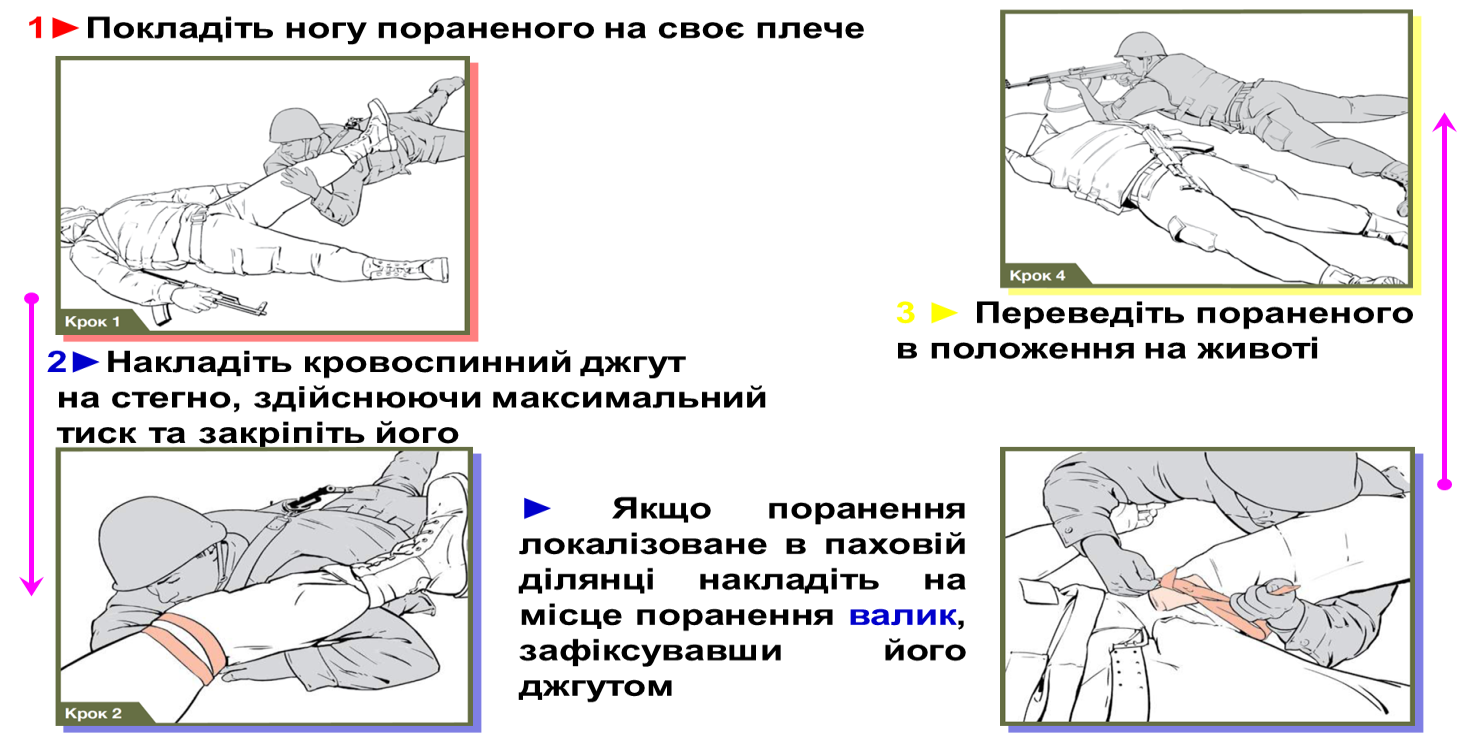 1►Покладіть ногу пораненого на своє плече
Крок 1
2►Накладіть кровоспинний джгут
на стегно, здійснюючи максимальний
тиск та закріпіть його
Крок 2
► Якщо поранення
локалізоване в паховій
ділянці накладіть на
місце поранення валик,
зафіксувавши його
джгутом
Крок 4
3 ► Переведіть пораненого
в положення на животі